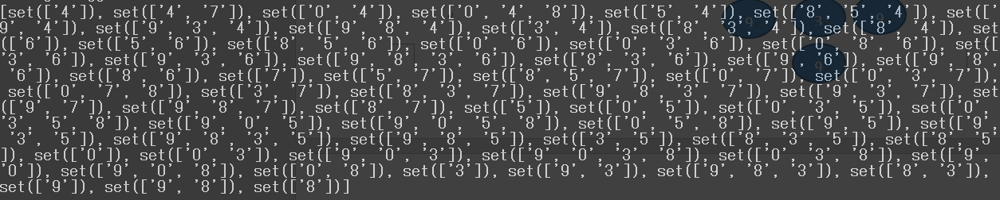 [set(['4']), set(['4', '7']), set(['0', '4']), set(['0', '4', '8']), set(['5', '4']), set(['8', '5', '4']), set(['
9', '4']), set(['9', '3', '4']), set(['9', '8', '4']), set(['3', '4']), set(['8', '3', '4']), set(['8', '4']), set
(['6']), set(['5', '6']), set(['8', '5', '6']), set(['0', '6']), set(['0', '3', '6']), set(['0', '8', '6']), set([
'3', '6']), set(['9', '3', '6']), set(['9', '8', '3', '6']), set(['8', '3', '6']), set(['9', '6']), set(['9', '8',
'6']), set(['8', '6']), set(['7']), set(['5', '7']), set(['8', '5', '7']), set(['0', '7']), set(['0', '3', '7']),
set(['0', '7', '8']), set(['3', '7']), set(['8', '3', '7']), set(['9', '8', '3', '7']), set(['9', '3', '7']), set
(['9', '7']), set(['9', '8', '7']), set(['8', '7']), set(['5']), set(['0', '5']), set(['0', '3', '5']), set(['0',
'3', '5', '8']), set(['9', '0', '5']), set(['9', '0', '5', '8']), set(['0', '5', '8']), set(['9', '5']), set(['9',
'3', '5']), set(['9', '8', '3', '5']), set(['9', '8', '5']), set(['3', '5']), set(['8', '3', '5']), set(['8', '5'
]), set(['0']), set(['0', '3']), set(['9', '0', '3']), set(['9', '0', '3', '8']), set(['0', '3', '8']), set(['9',
'0']), set(['9', '0', '8']), set(['0', '8']), set(['3']), set(['9', '3']), set(['9', '8', '3']), set(['8', '3']),
set(['9']), set(['9', '8']), set(['8'])]